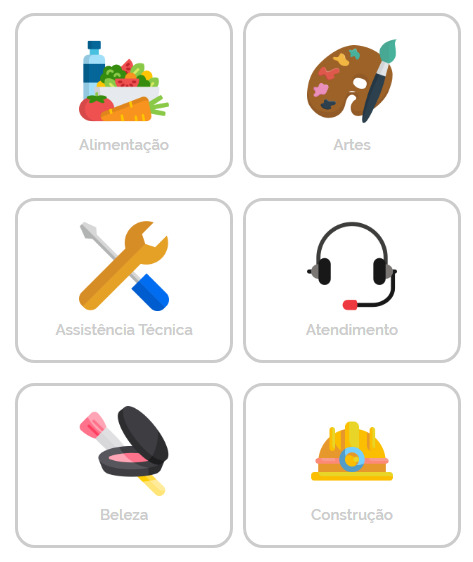 Alimentação
Artes
Assistência Técnica
Atendimento
Beleza
Construção